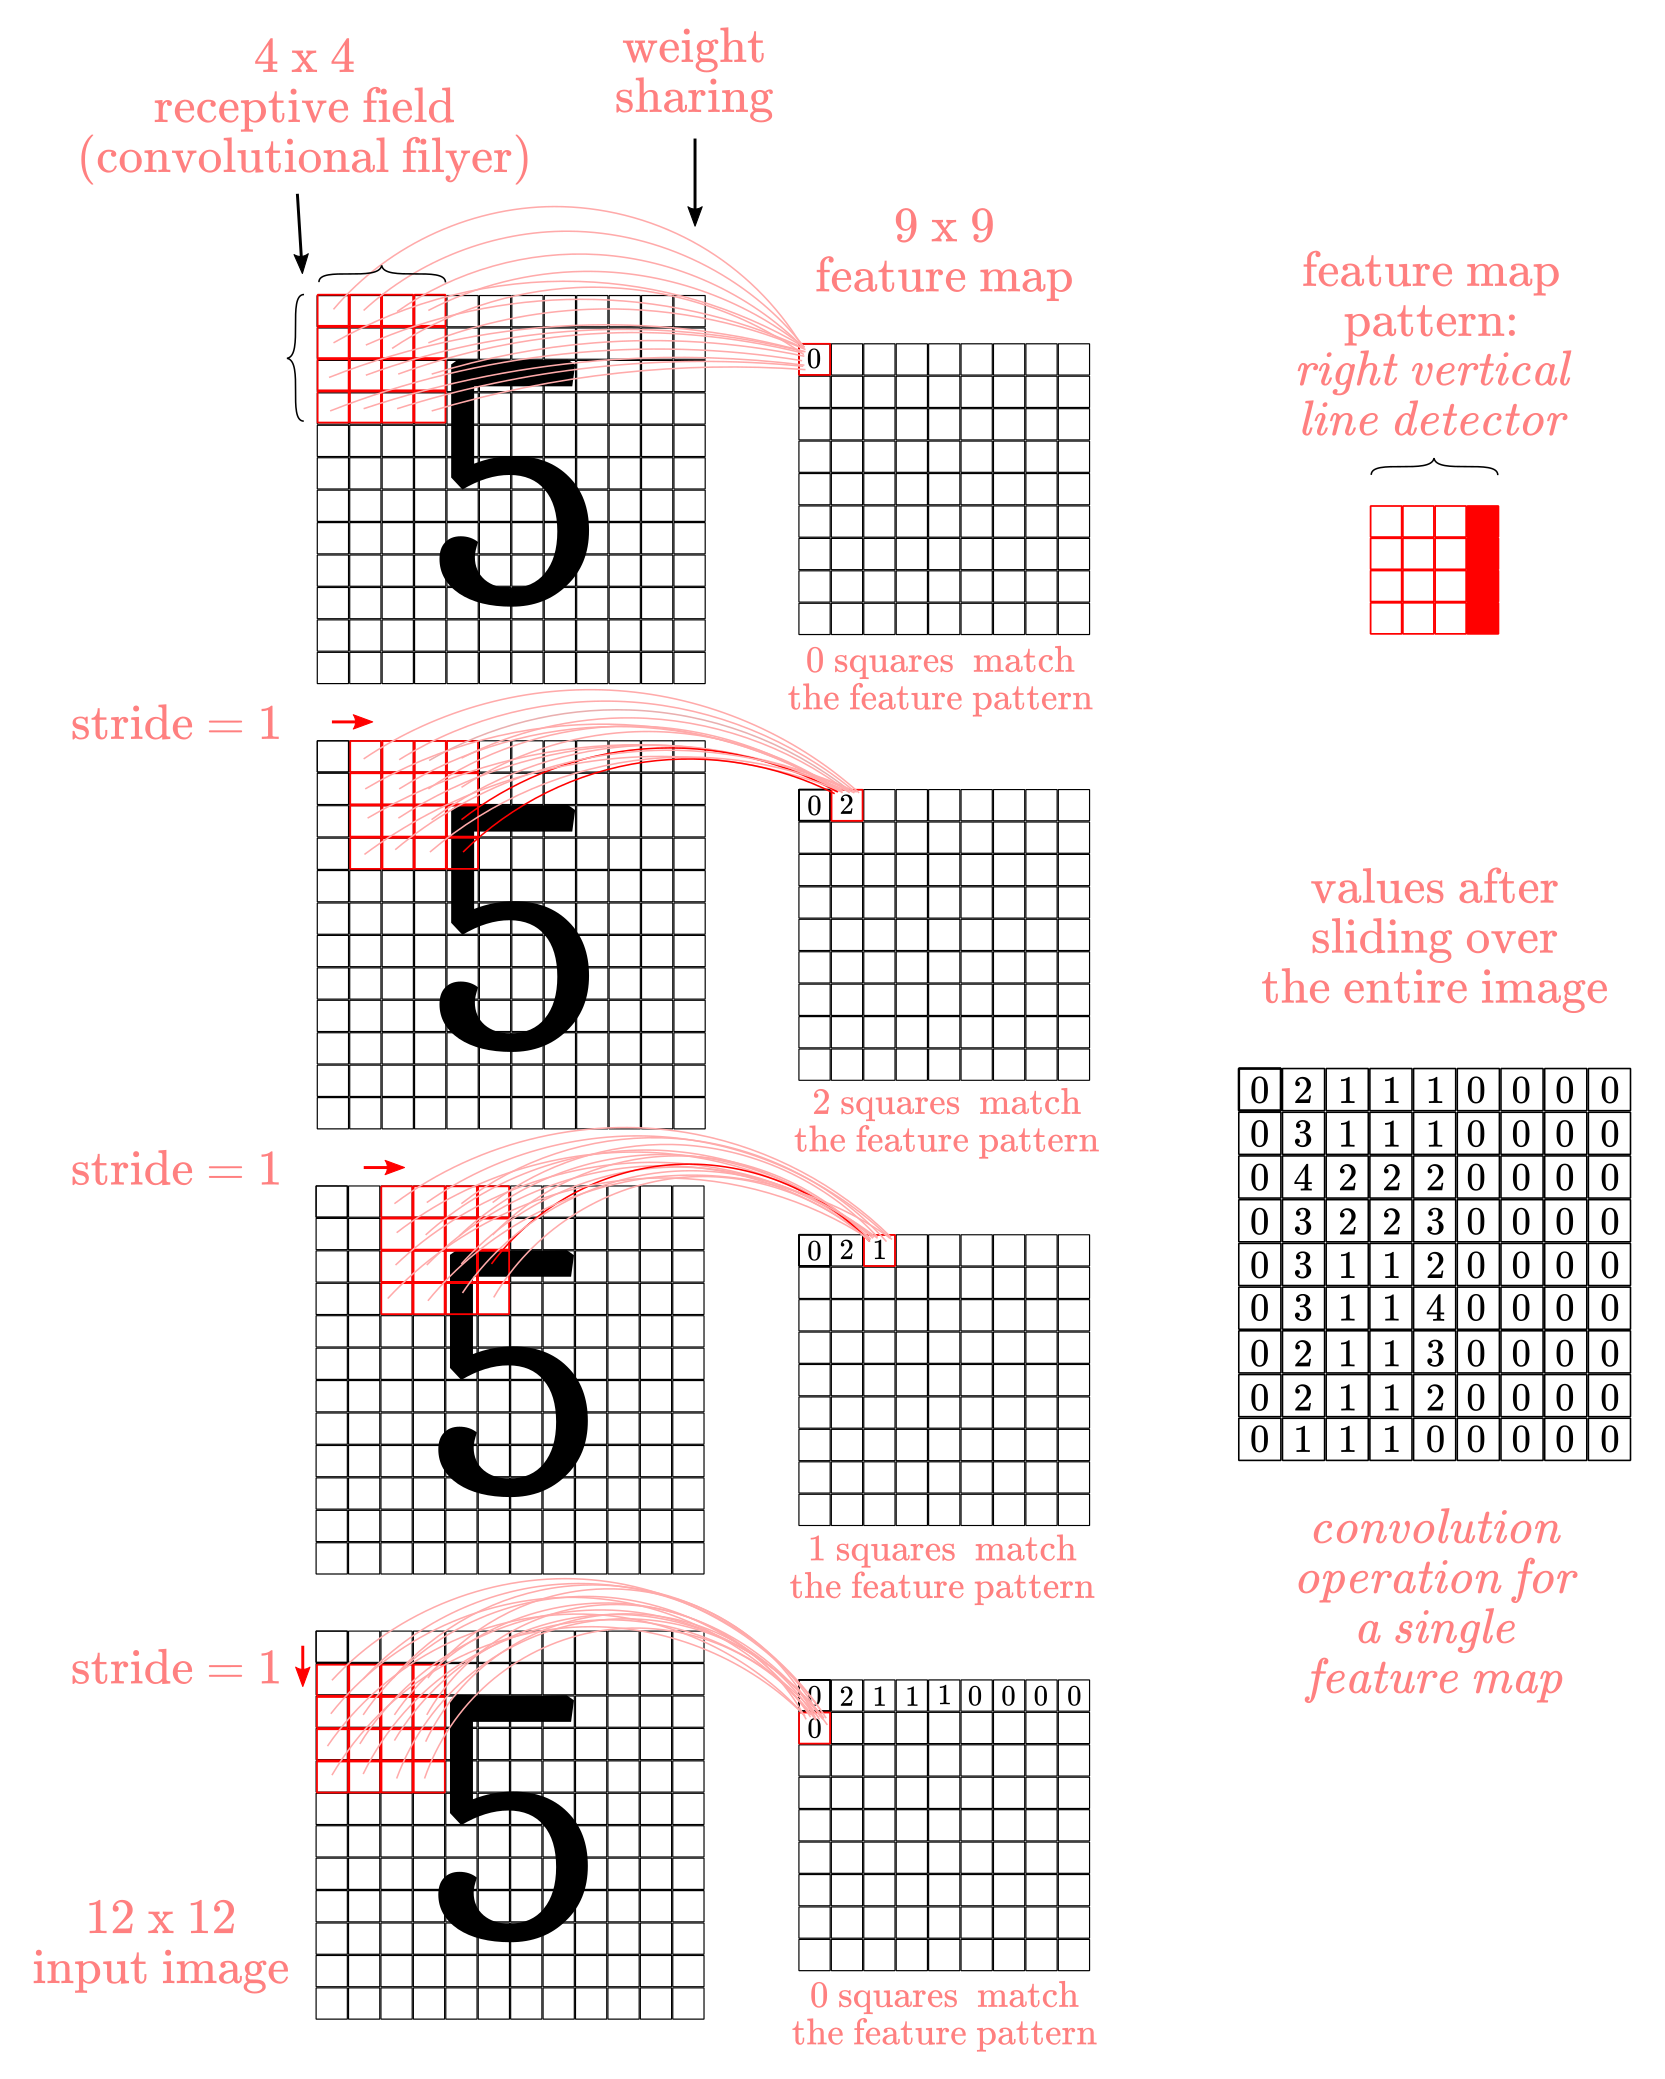 4 x 4
receptive field
(convolutional filyer)
weight
sharing
9 x 9
feature map
5
0
0 squares match
the feature pattern
feature map
pattern:
right vertical
line detector
stride = 1
5
0 2
2 squares match
the feature pattern
stride = 1
5
0 2 1
1 squares match
the feature pattern
stride = 1
5
0 2 1 1 1 0 0 0 0
0
0 squares match
the feature pattern
12 x 12
input image
values after
sliding over
the entire image
0 2 1 1 1 0 0 0 0
0 3 1 1 1 0 0 0 0
0 4 2 2 2 0 0 0 0
0 3 2 2 3 0 0 0 0
0 3 1 1 2 0 0 0 0
0 3 1 1 4 0 0 0 0
0 2 1 1 3 0 0 0 0
0 2 1 1 2 0 0 0 0
0 1 1 1 0 0 0 0 0
convolution
operation for
a single
feature map